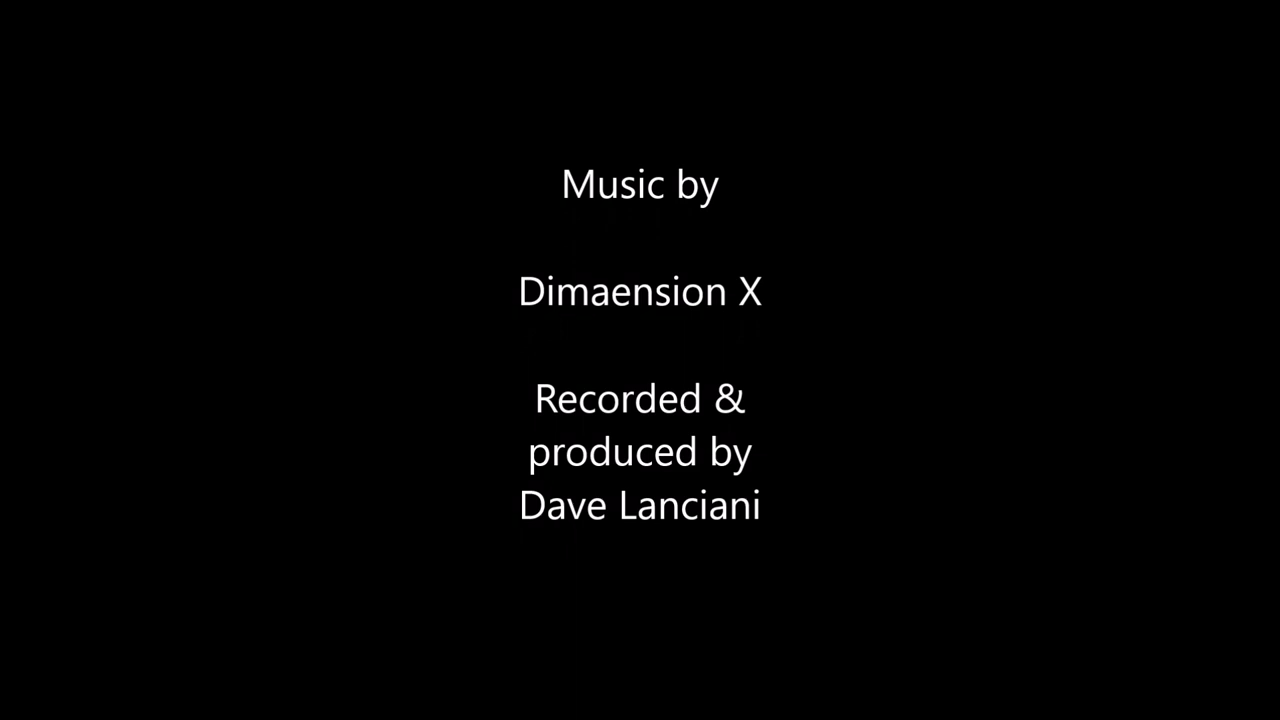 Music by
Dimaension X
Recorded &
produced by
Dave Lanciani